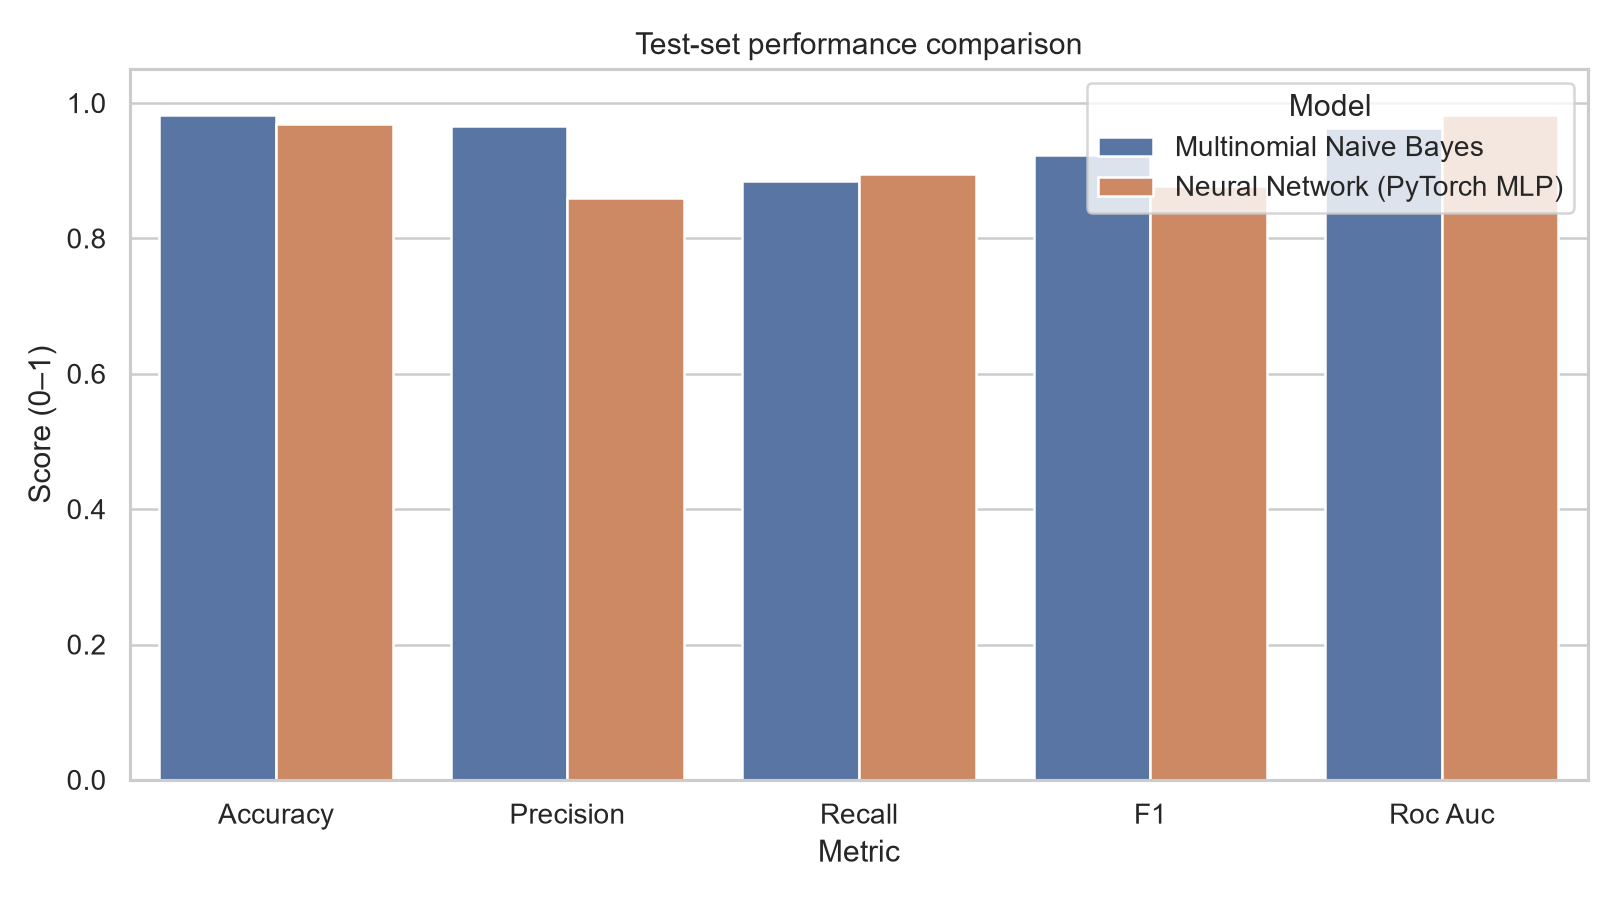 Test-set performance comparison
Model
Multinomial Naive Bayes
Neural Network (PyTorch MLP)
Score (0–1)
1.0
0.8
0.6
0.4
0.2
0.0
Accuracy
Precision
Recall
F1
Roc Auc
Metric